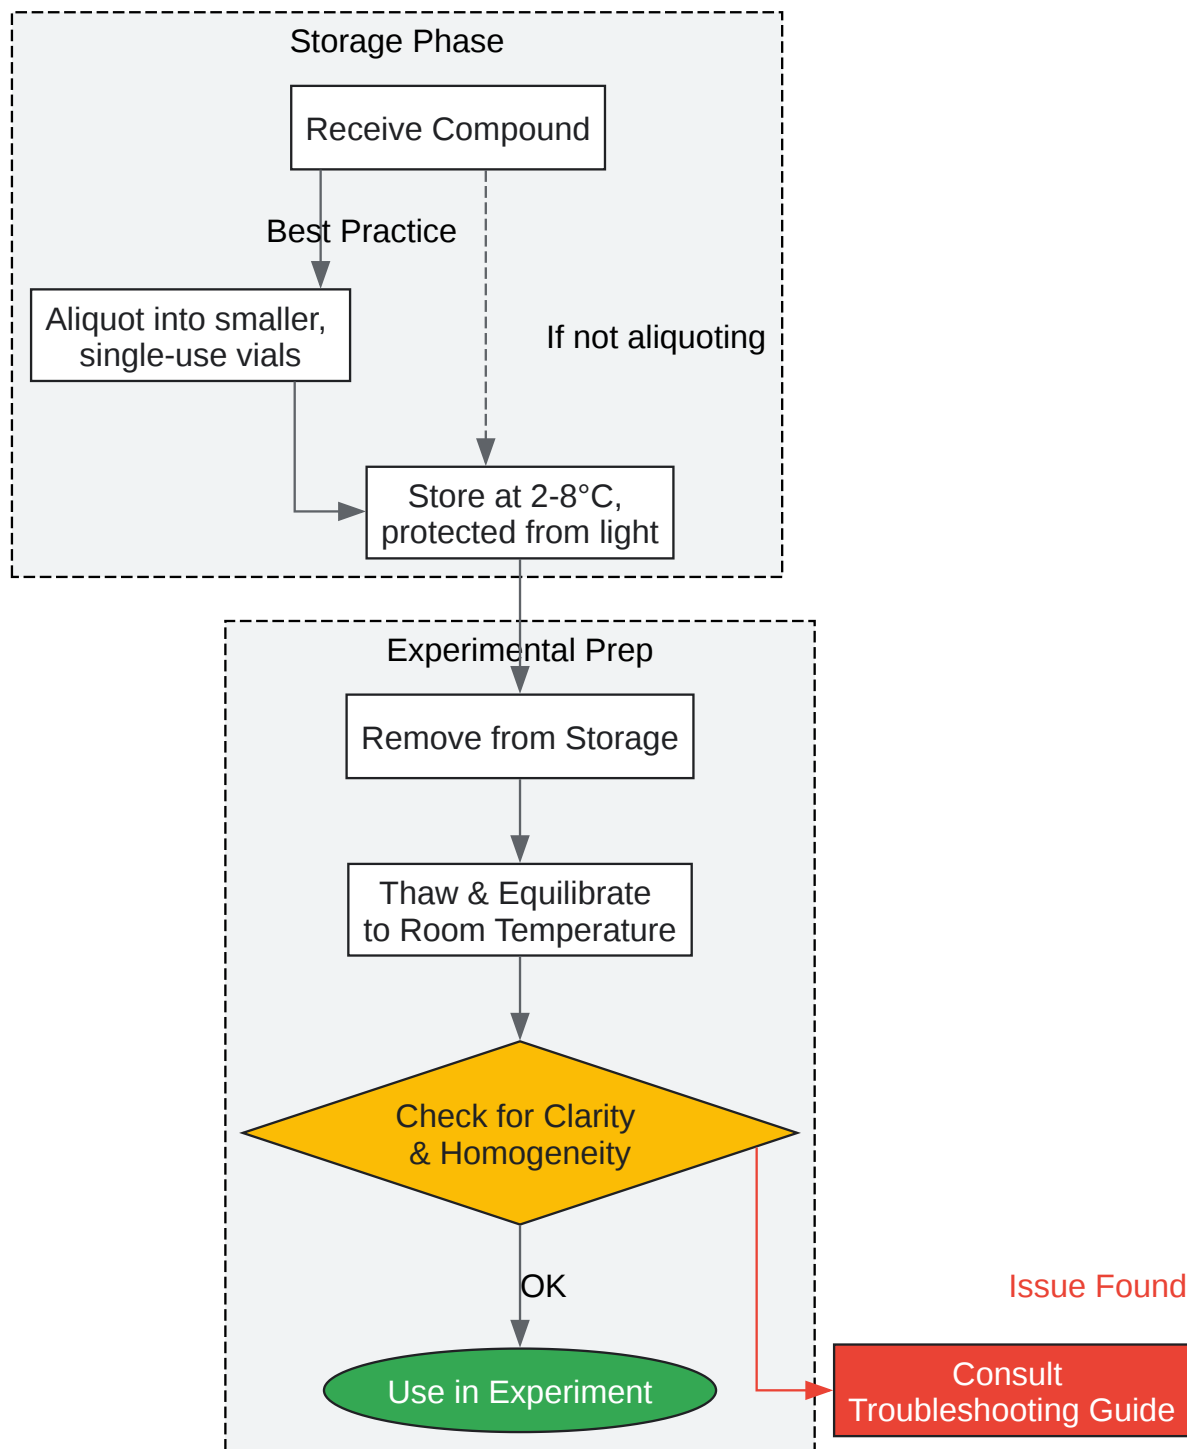 Storage Phase
Receive Compound
Best Practice
Aliquot into smaller,
single-use vials
If not aliquoting
Store at 2-8°C,
protected from light
Experimental Prep
Remove from Storage
Thaw & Equilibrate
to Room Temperature
Check for Clarity
& Homogeneity
OK
Issue Found
Use in Experiment
Consult
Troubleshooting Guide